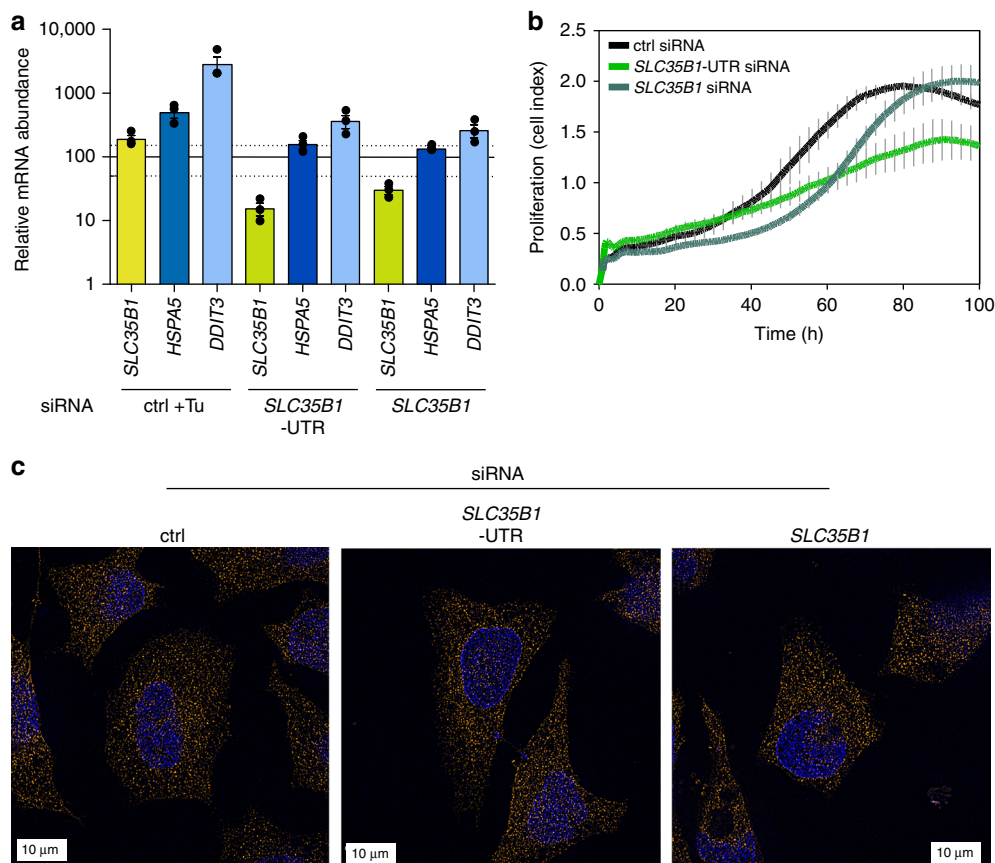 a
10,000
1000
100
10
1
Relative mRNA abundance
SLC35B1
HSPA5
DDIT3
SLC35B1
HSPA5
DDIT3
SLC35B1
HSPA5
DDIT3
siRNA
ctrl +Tu
SLC35B1
-UTR
SLC35B1
b
2.5
2.0
1.5
1.0
0.5
0.0
Proliferation (cell index)
ctrl siRNA
SLC35B1-UTR siRNA
SLC35B1 siRNA
0
20
40
60
80
100
Time (h)
c
siRNA
ctrl
SLC35B1
-UTR
SLC35B1
10 µm
10 µm
10 µm